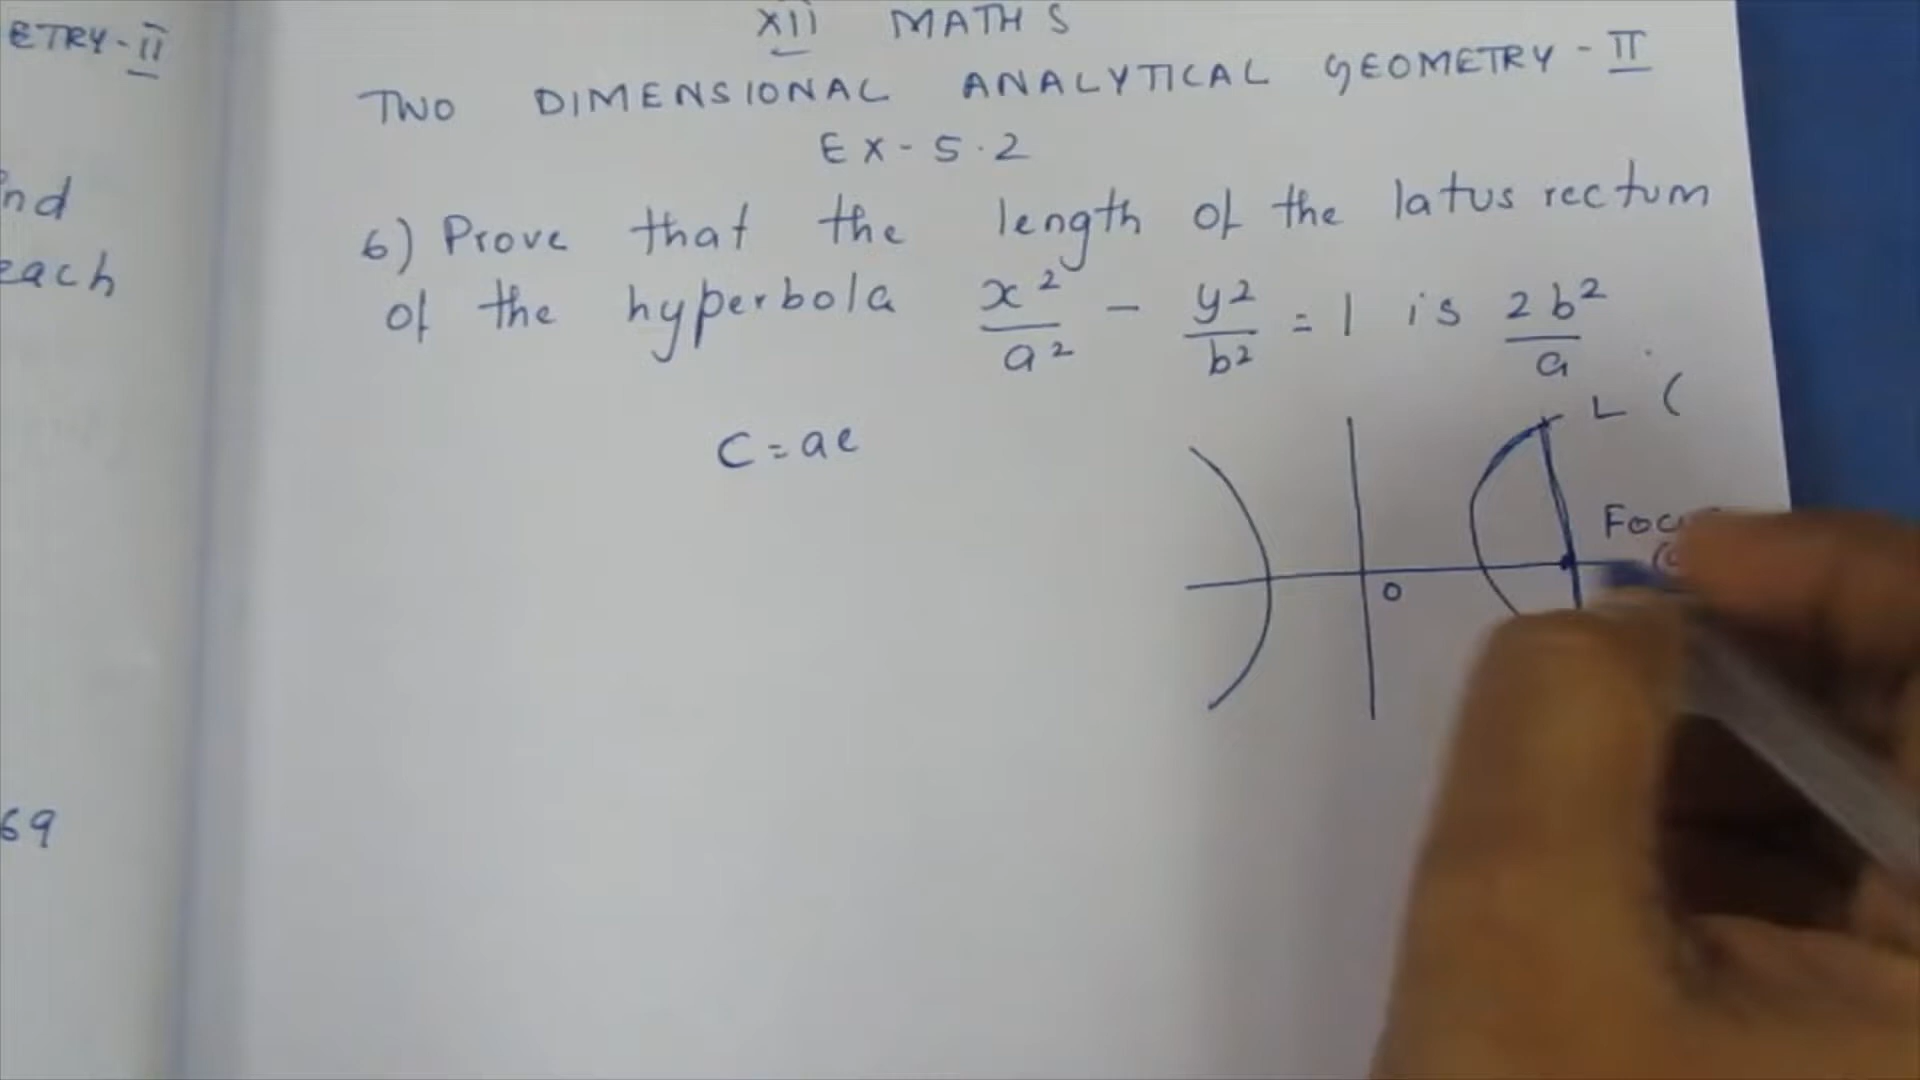 ETRY-II
nd
each
69
XII MATHS
TWO DIMENSIONAL ANALYTICAL GEOMETRY - II
EX-5.2
6) Prove that the length of the latus rectum
of the hyperbola x²/a² - y²/b² = 1 is 2b²/a
C = ae
L (
O